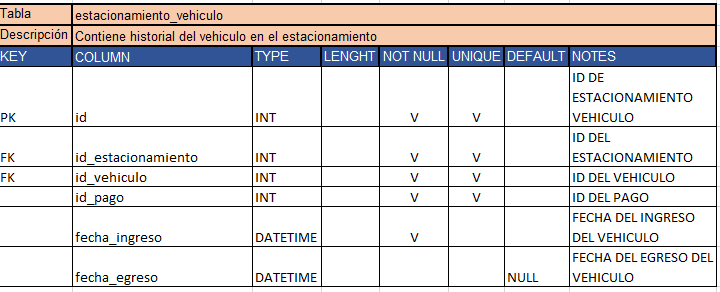 Tabla estacionamiento_vehiculo
Descripción Contiene historial del vehiculo en el estacionamiento
KEY COLUMN TYPE LENGHT NOT NULL UNIQUE DEFAULT NOTES
ID DE
ESTACIONAMIENTO
PK id INT V V VEHICULO
ID DEL
FK id_estacionamiento INT V V ESTACIONAMIENTO
FK id_vehiculo INT V V ID DEL VEHICULO
id_pago INT V V ID DEL PAGO
FECHA DEL INGRESO
fecha_ingreso DATETIME V DEL VEHICULO
FECHA DEL EGRESO DEL
fecha_egreso DATETIME NULL VEHICULO